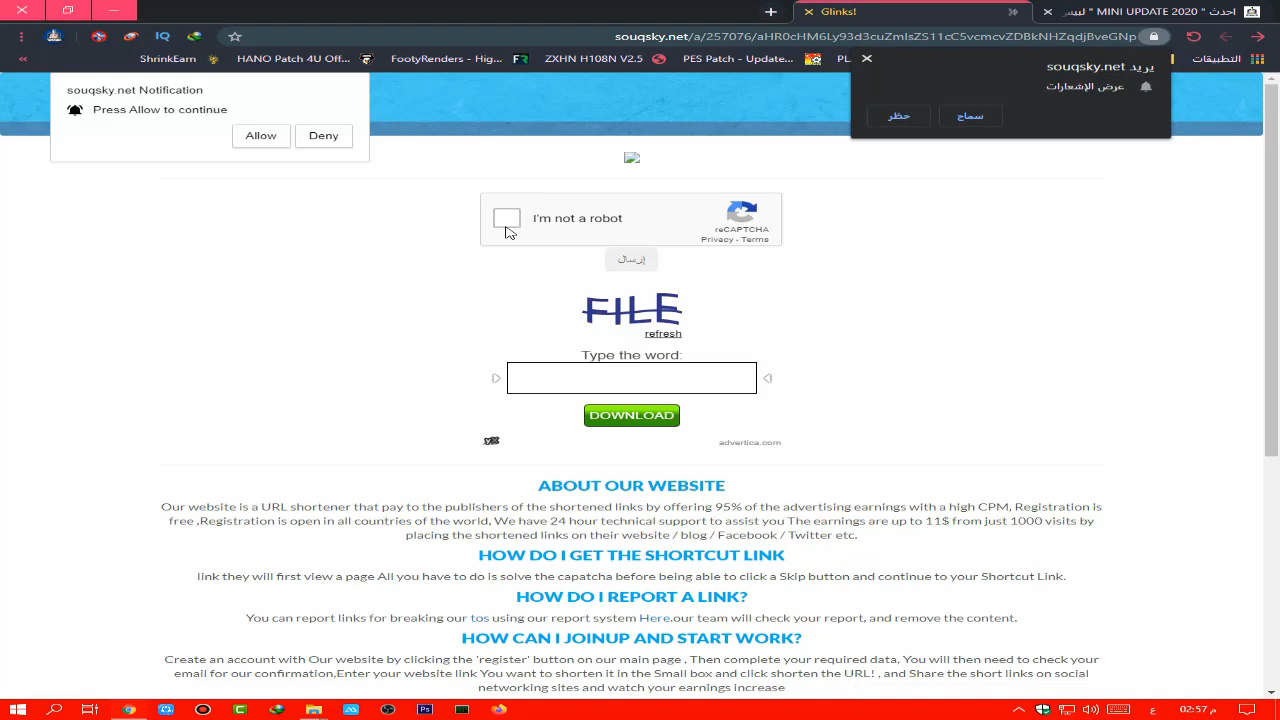 Glinks!
احدث " MINI UPDATE 2020 " لبيس
souqsky.net/a/257076/aHR0cHM6Ly93d3cuZmlsZS11cC5vcmcvZDBkNHZqdjBveGNp
ShrinkEarn
HANO Patch 4U Off...
FootyRenders - Hig...
ZXHN H108N V2.5
PES Patch - Update...
PL
التطبيقات
souqsky.net Notification
Press Allow to continue
Allow
Deny
يريد souqsky.net
عرض الإشعارات
سماح
حظر
I'm not a robot
reCAPTCHA
Privacy - Terms
إرسال
FILE
refresh
Type the word:
DOWNLOAD
advertica.com
ABOUT OUR WEBSITE
Our website is a URL shortener that pay to the publishers of the shortened links by offering 95% of the advertising earnings with a high CPM, Registration is
free ,Registration is open in all countries of the world, We have 24 hour technical support to assist you The earnings are up to 11$ from just 1000 visits by
placing the shortened links on their website / blog / Facebook / Twitter etc.
HOW DO I GET THE SHORTCUT LINK
link they will first view a page All you have to do is solve the capatcha before being able to click a Skip button and continue to your Shortcut Link.
HOW DO I REPORT A LINK?
You can report links for breaking our tos using our report system Here.our team will check your report, and remove the content.
HOW CAN I JOINUP AND START WORK?
Create an account with Our website by clicking the 'register' button on our main page , Then complete your required data, You will then need to check your
email for our confirmation,Enter your website link You want to shorten it in the Small box and click shorten the URL! , and Share the short links on social
networking sites and watch your earnings increase
ع
02:57 م